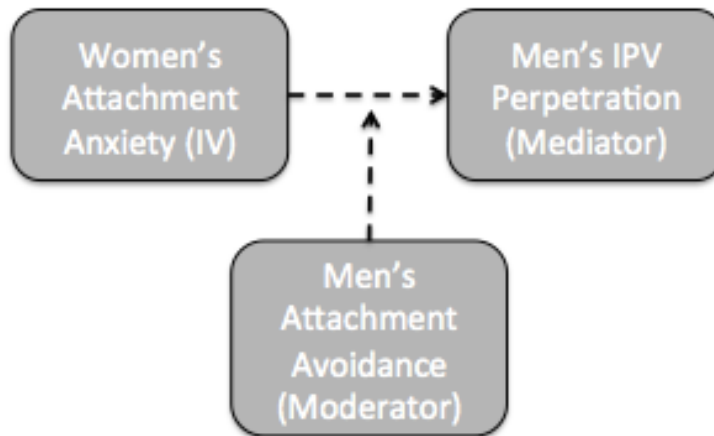 Women's
Attachment
Anxiety (IV)
Men's IPV
Perpetration
(Mediator)
Men's
Attachment
Avoidance
(Moderator)